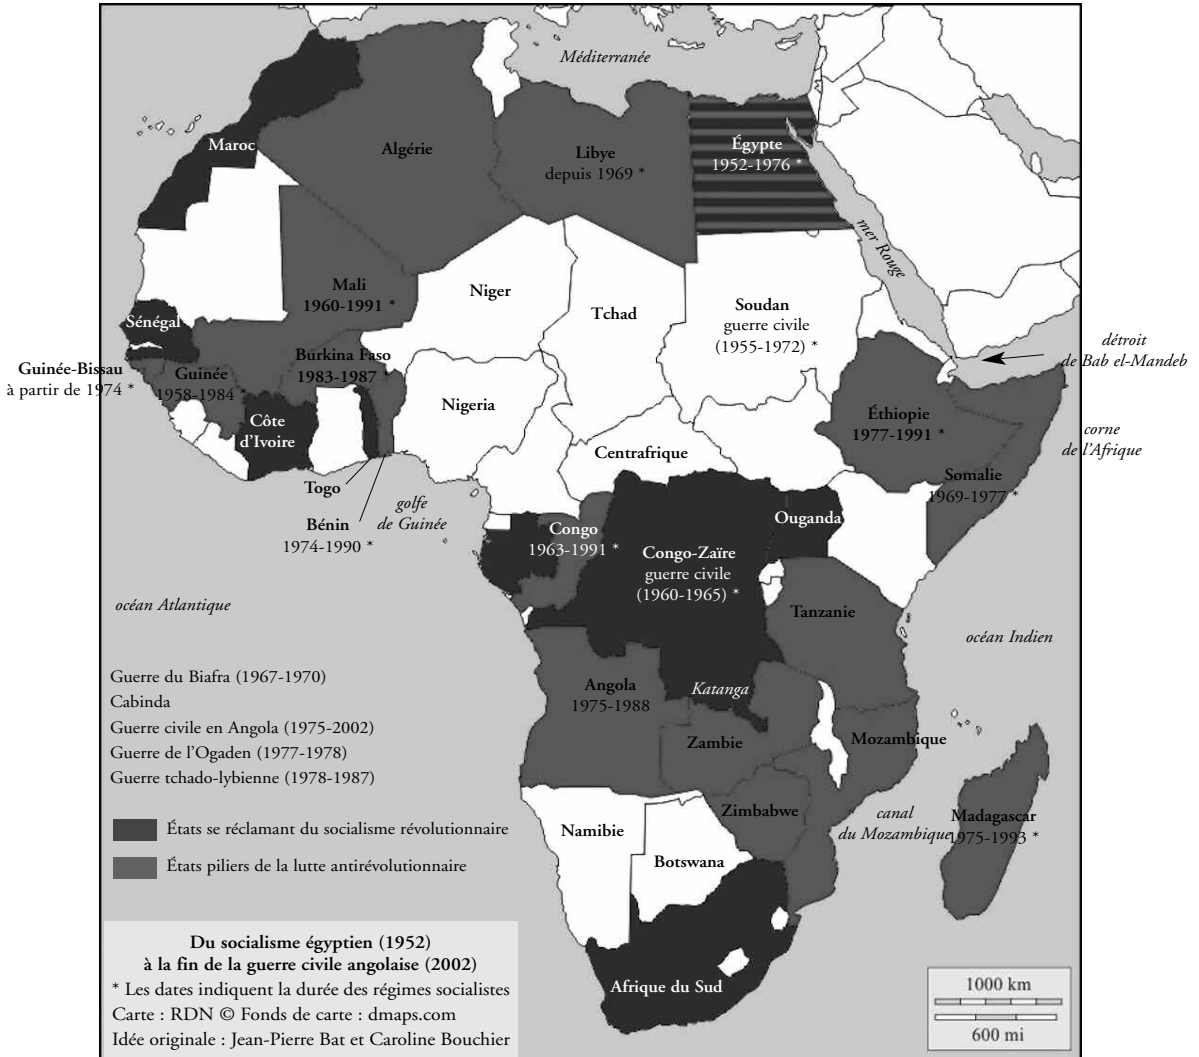 Méditerranée
Maroc
Algérie
Libye
depuis 1969 *
Égypte
1952-1976 *
mer Rouge
Mali
1960-1991 *
Niger
Tchad
Soudan
guerre civile
(1955-1972) *
Sénégal
détroit
de Bab el-Mandeb
Guinée-Bissau
à partir de 1974 *
Guinée
1958-1984 *
Burkina Faso
1983-1987 *
Nigeria
Éthiopie
1977-1991 *
Côte
d'Ivoire
corne
de l'Afrique
Centrafrique
Somalie
1969-1977 *
Togo
golfe
de Guinée
Bénin
1974-1990 *
Congo
1963-1991 *
Ouganda
Congo-Zaïre
guerre civile
(1960-1965) *
océan Atlantique
Tanzanie
océan Indien
Guerre du Biafra (1967-1970)
Cabinda
Guerre civile en Angola (1975-2002)
Guerre de l'Ogaden (1977-1978)
Guerre tchado-lybienne (1978-1987)
Angola
1975-1988
Katanga
Zambie
Mozambique
Zimbabwe
canal
du Mozambique
Madagascar
1975-1993 *
Namibie
Botswana
États se réclamant du socialisme révolutionnaire
États piliers de la lutte antirévolutionnaire
Afrique du Sud
Du socialisme égyptien (1952)
à la fin de la guerre civile angolaise (2002)
* Les dates indiquent la durée des régimes socialistes
Carte : RDN © Fonds de carte : dmaps.com
Idée originale : Jean-Pierre Bat et Caroline Bouchier
1000 km
600 mi